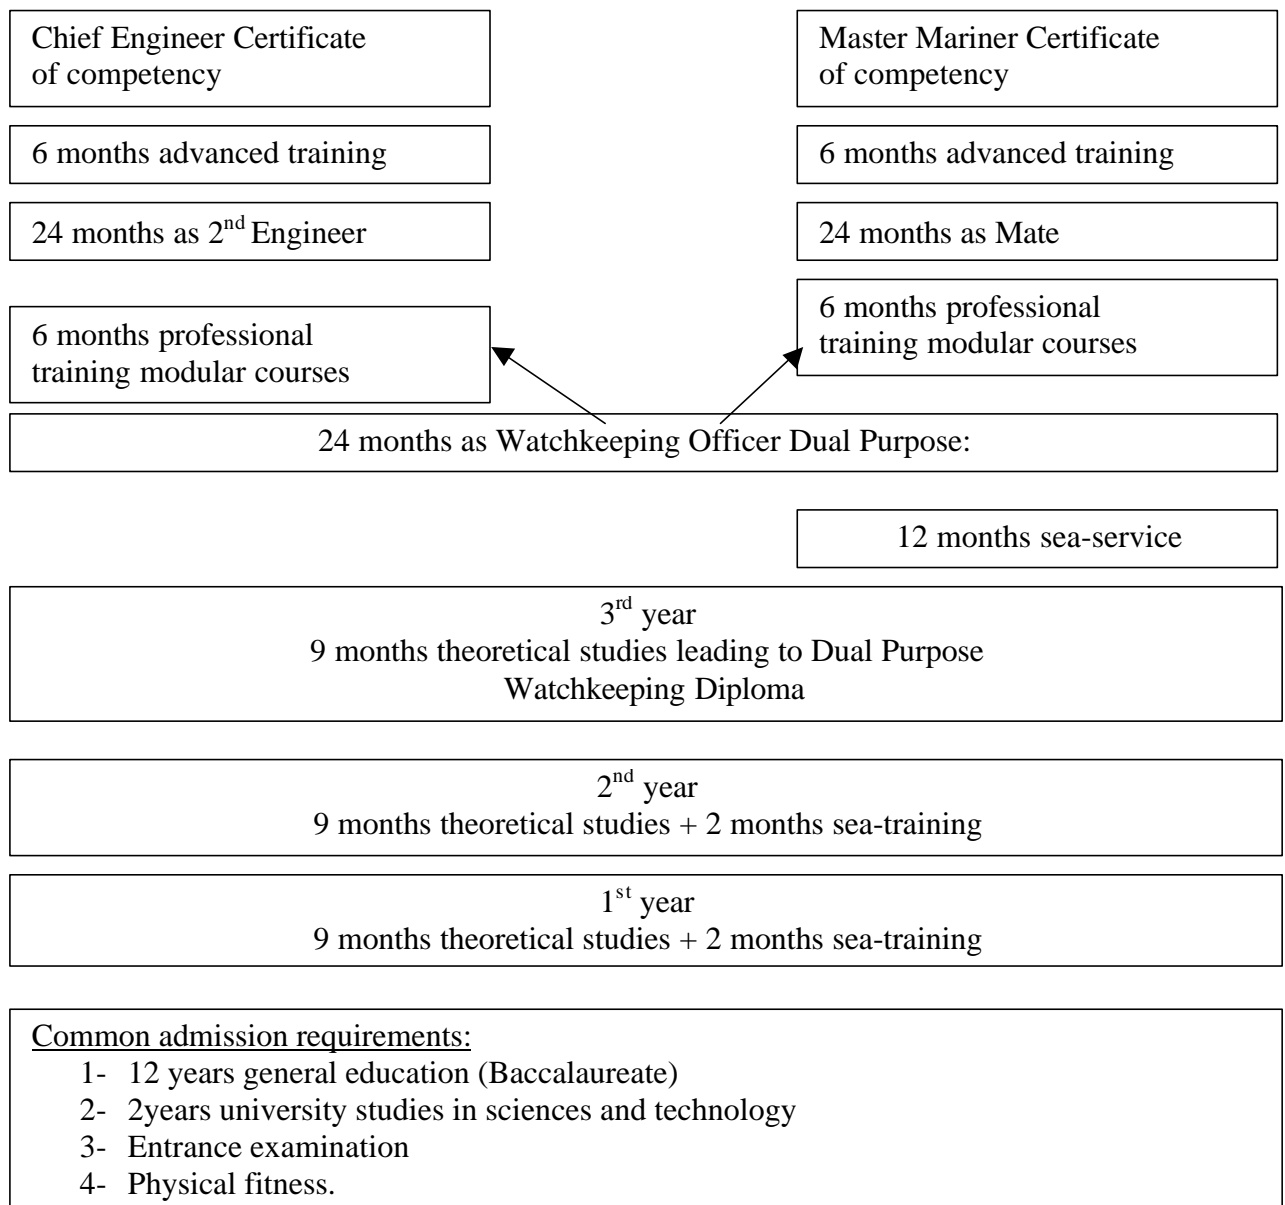 Chief Engineer Certificate
of competency
Master Mariner Certificate
of competency
6 months advanced training
6 months advanced training
24 months as 2nd Engineer
24 months as Mate
6 months professional
training modular courses
6 months professional
training modular courses
24 months as Watchkeeping Officer Dual Purpose:
12 months sea-service
3rd year
9 months theoretical studies leading to Dual Purpose
Watchkeeping Diploma
2nd year
9 months theoretical studies + 2 months sea-training
1st year
9 months theoretical studies + 2 months sea-training
Common admission requirements:
1- 12 years general education (Baccalaureate)
2- 2years university studies in sciences and technology
3- Entrance examination
4- Physical fitness.